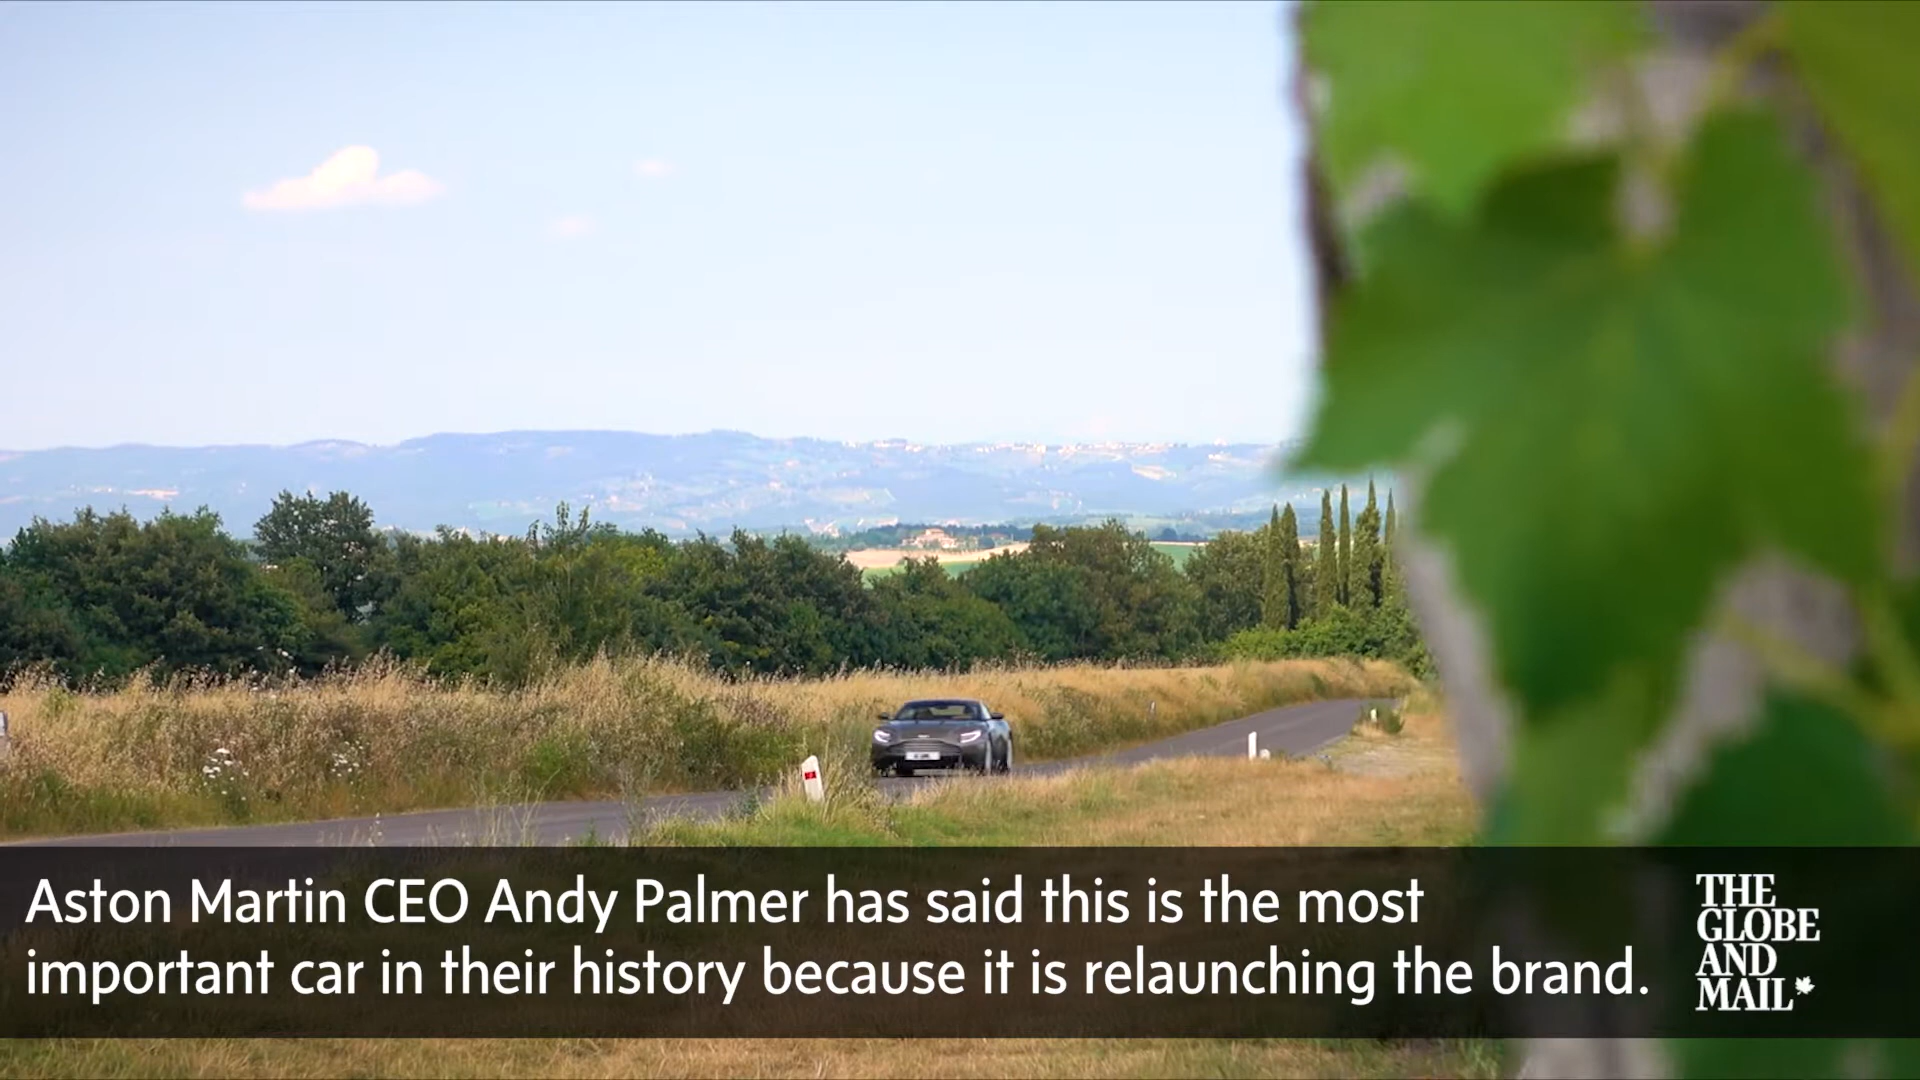 Aston Martin CEO Andy Palmer has said this is the most
important car in their history because it is relaunching the brand.
THE
GLOBE
AND
MAIL